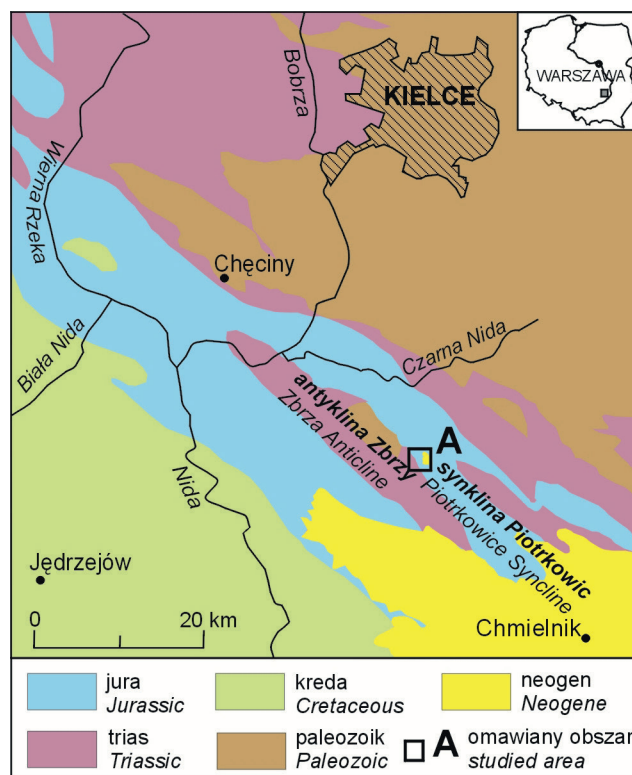 WARSZAWA
KIELCE
Bobrza
Wierna Rzeka
Chęciny
Biała Nida
Czarna Nida
Nida
antyklina Zbrzy
Zbrza Anticline
A
synklina Piotrkowic
Piotrkowice Syncline
Jędrzejów
0 20 km
Chmielnik
jura
Jurassic
kreda
Cretaceous
neogen
Neogene
trias
Triassic
paleozoik
Paleozoic
A omawiany obszar
studied area